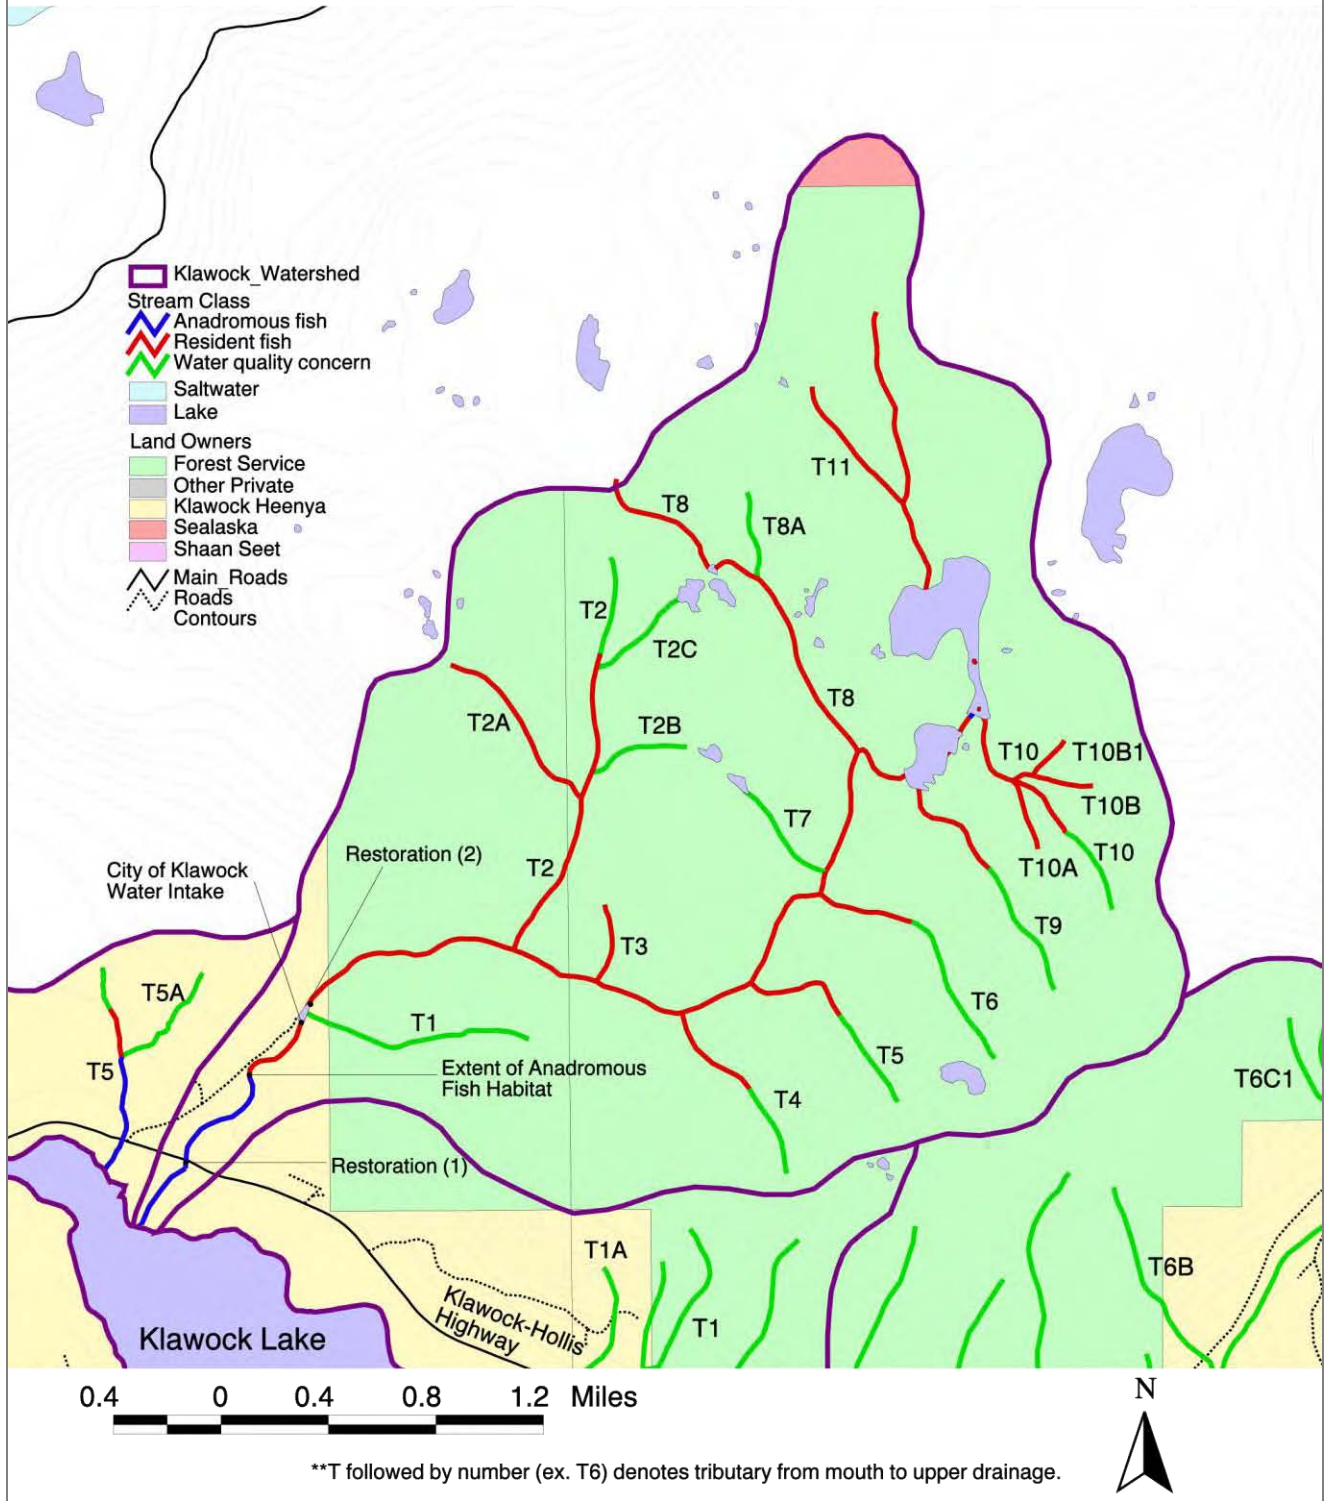 Klawock_Watershed
Stream Class
Anadromous fish
Resident fish
Water quality concern
Saltwater
Lake
Land Owners
Forest Service
Other Private
Klawock Heenya
Sealaska
Shaan Seet
Main_Roads
Roads
Contours
T11
T8
T8A
T2
T2C
T8
T2A
T2B
T10
T10B1
T10B
T7
T10
T10A
Restoration (2)
City of Klawock
Water Intake
T2
T9
T3
T5A
T6
T1
T5
T5
Extent of Anadromous
Fish Habitat
T6C1
T4
Restoration (1)
T1A
T6B
Klawock-Hollis
Highway
T1
Klawock Lake
0.4 0 0.4 0.8 1.2 Miles
N
**T followed by number (ex. T6) denotes tributary from mouth to upper drainage.